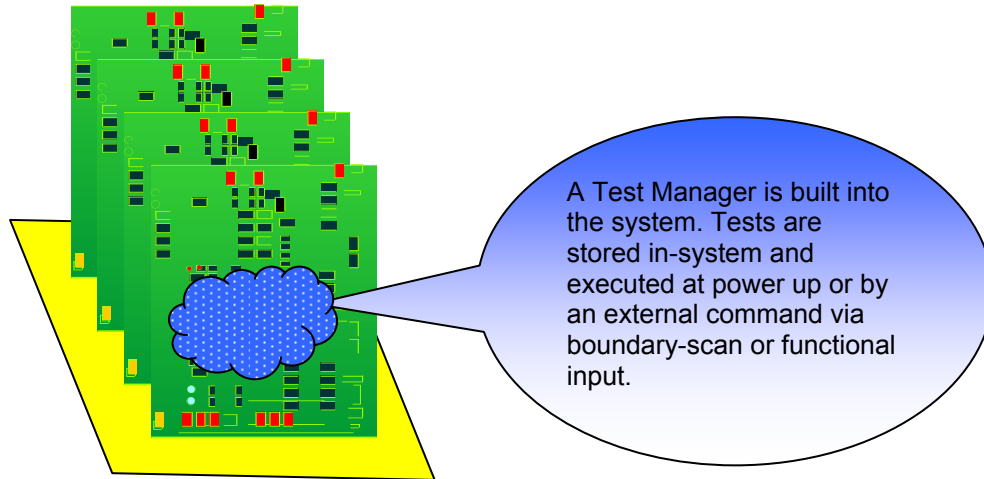 A Test Manager is built into
the system. Tests are
stored in-system and
executed at power up or by
an external command via
boundary-scan or functional
input.